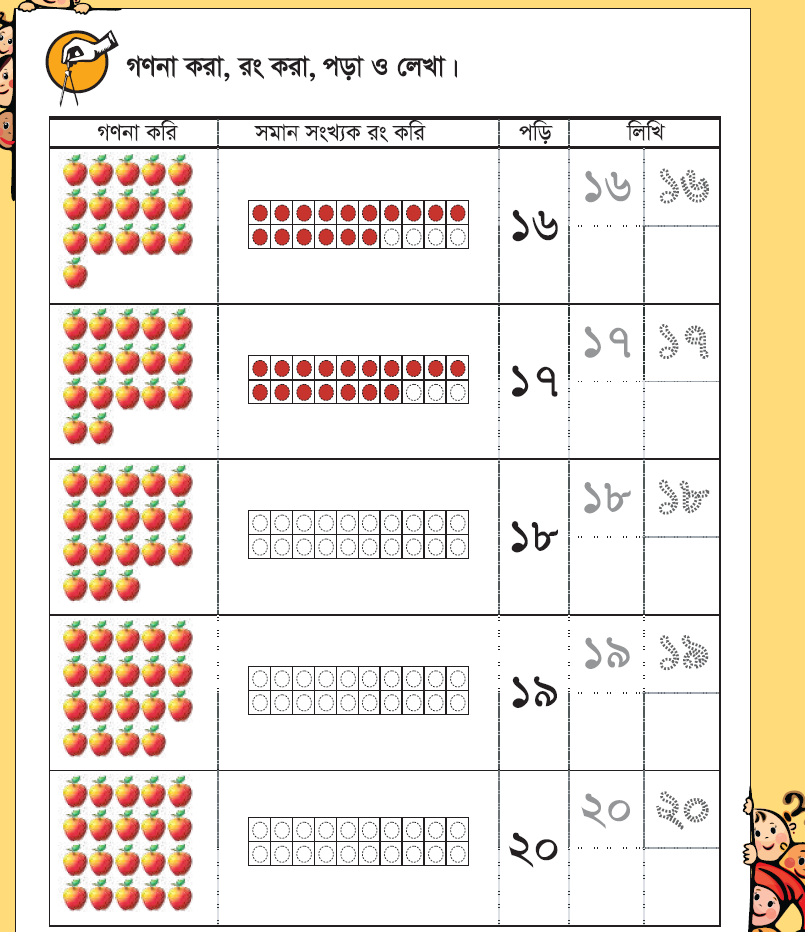 গণনা করা, রং করা, পড়া ও লেখা।
গণনা করি সমান সংখ্যক রং করি পড়ি লিখি
১৬ ১৬ ১৬
১৭ ১৭ ১৭
১৮ ১৮ ১৮
১৯ ১৯ ১৯
২০ ২০ ২০